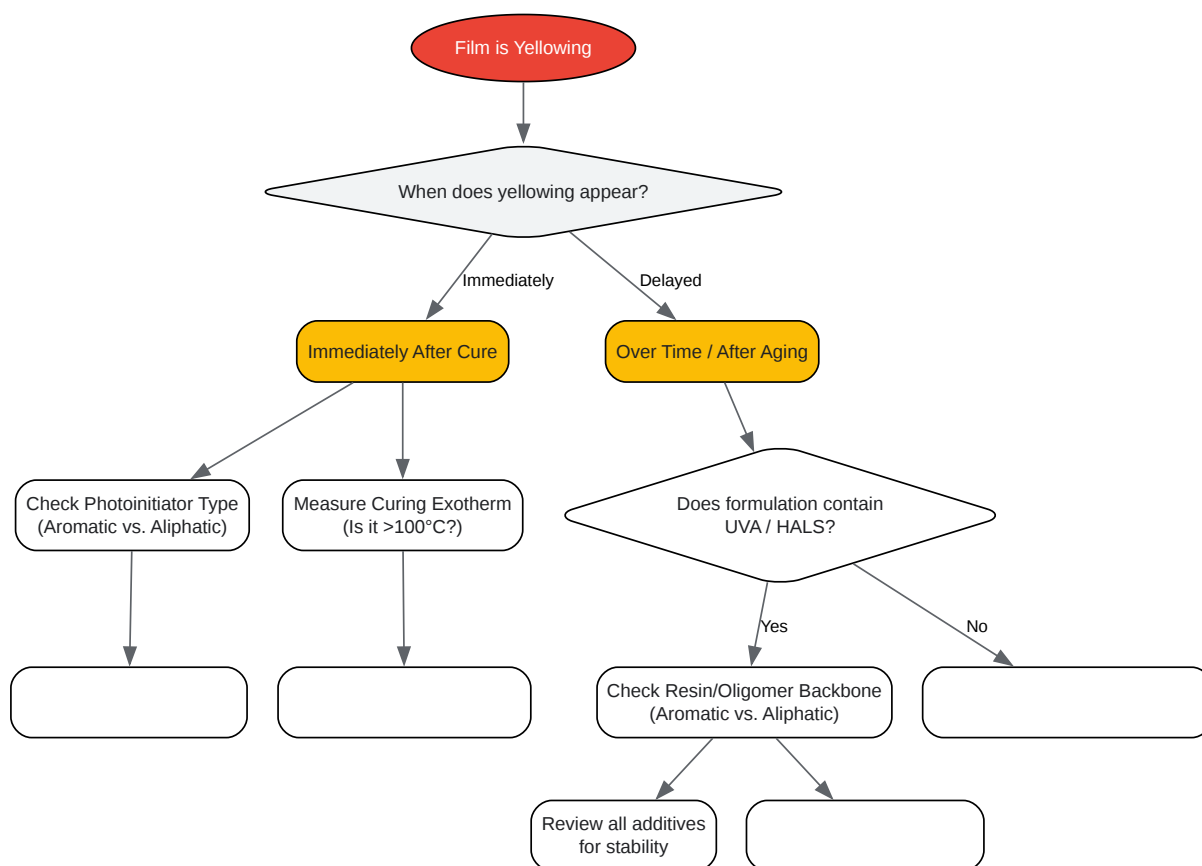 Film is Yellowing
When does yellowing appear?
Immediately
Delayed
Immediately After Cure
Over Time / After Aging
Check Photoinitiator Type
(Aromatic vs. Aliphatic)
Measure Curing Exotherm
(Is it >100°C?)
Does formulation contain
UVA / HALS?
Yes
No
Check Resin/Oligomer Backbone
(Aromatic vs. Aliphatic)
Review all additives
for stability